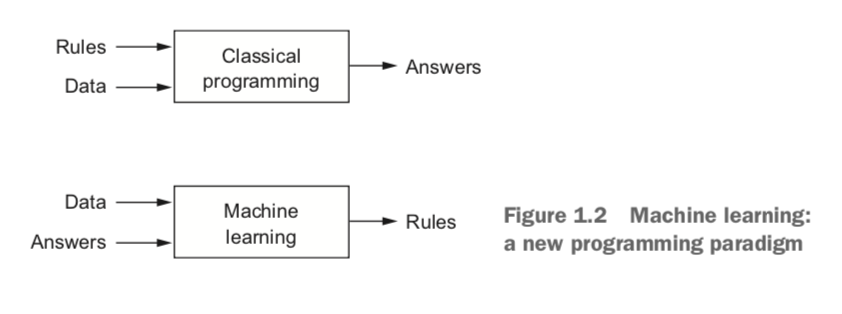 Rules
Data
Classical
programming
Answers
Data
Answers
Machine
learning
Rules
Figure 1.2 Machine learning:
a new programming paradigm